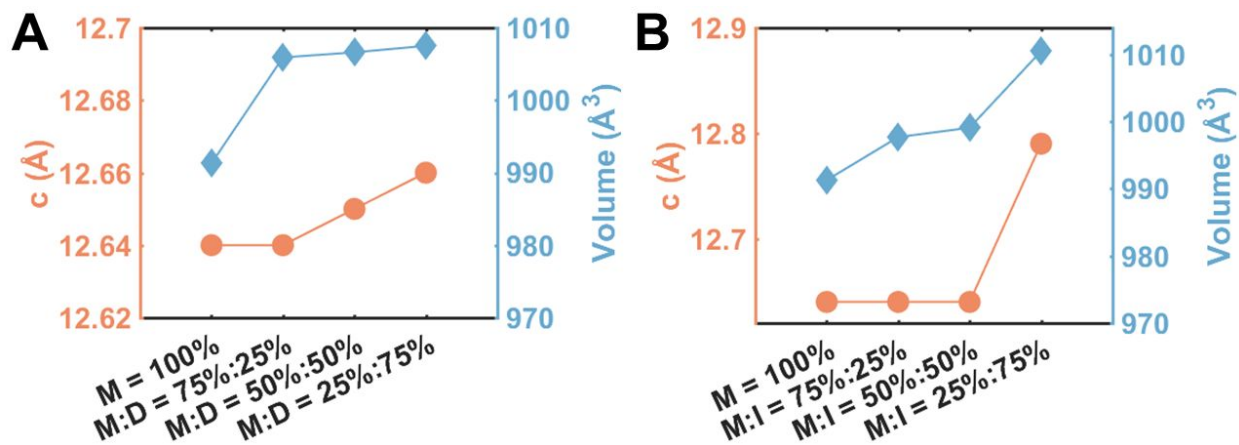 A
12.7
12.68
12.66
12.64
12.62
c (Å)
1010
1000
990
980
970
Volume (Å³)
M = 100%
M:D = 75%:25%
M:D = 50%:50%
M:D = 25%:75%
B
12.9
12.8
12.7
c (Å)
1010
1000
990
980
970
Volume (Å³)
M = 100%
M:I = 75%:25%
M:I = 50%:50%
M:I = 25%:75%